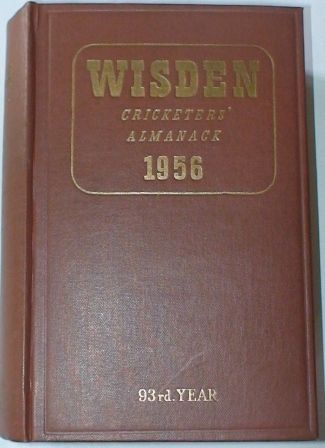 WISDEN
CRICKETERS'
ALMANACK
1956
93rd. YEAR